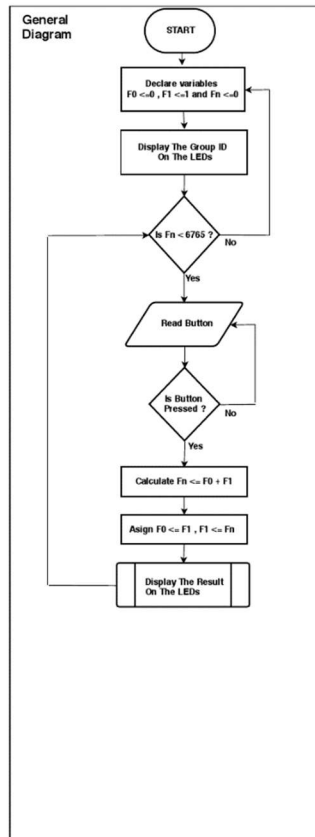 General
Diagram
START
Declare variables
F0 <=0 , F1 <=1 and Fn <=0
Display The Group ID
On The LEDs
Is Fn < 6765 ?
No
Yes
Read Button
Is Button
Pressed ?
No
Yes
Calculate Fn <= F0 + F1
Asign F0 <= F1 , F1 <= Fn
Display The Result
On The LEDs